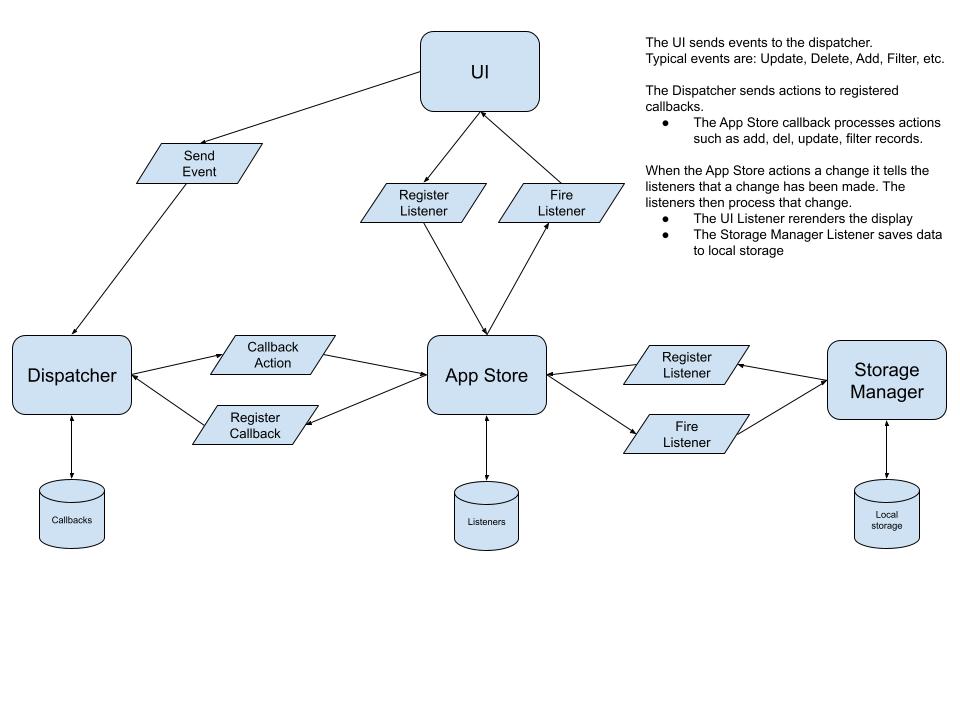 UI
The UI sends events to the dispatcher.
Typical events are: Update, Delete, Add, Filter, etc.
The Dispatcher sends actions to registered
callbacks.
● The App Store callback processes actions
such as add, del, update, filter records.
When the App Store actions a change it tells the
listeners that a change has been made. The
listeners then process that change.
● The UI Listener rerenders the display
● The Storage Manager Listener saves data
to local storage
Send
Event
Register
Listener
Fire
Listener
Dispatcher
Callback
Action
Register
Callback
App Store
Register
Listener
Fire
Listener
Storage
Manager
Callbacks
Listeners
Local
storage